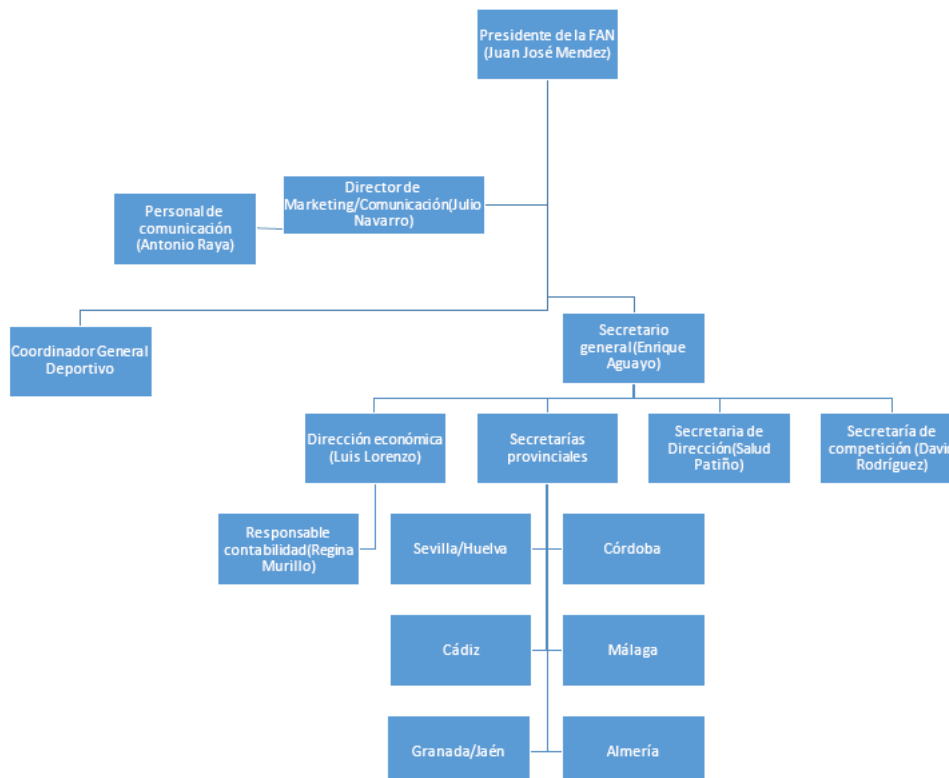 Presidente de la FAN
(Juan José Mendez)
Director de
Marketing/Comunicación(Julio
Navarro)
Personal de
comunicación
(Antonio Raya)
Coordinador General
Deportivo
Secretario
general(Enrique
Aguayo)
Dirección económica
(Luis Lorenzo)
Secretarías
provinciales
Secretaria de
Dirección(Salud
Patiño)
Secretaría de
competición (David
Rodríguez)
Responsable
contabilidad(Regina
Murillo)
Sevilla/Huelva
Córdoba
Cádiz
Málaga
Granada/Jaén
Almería